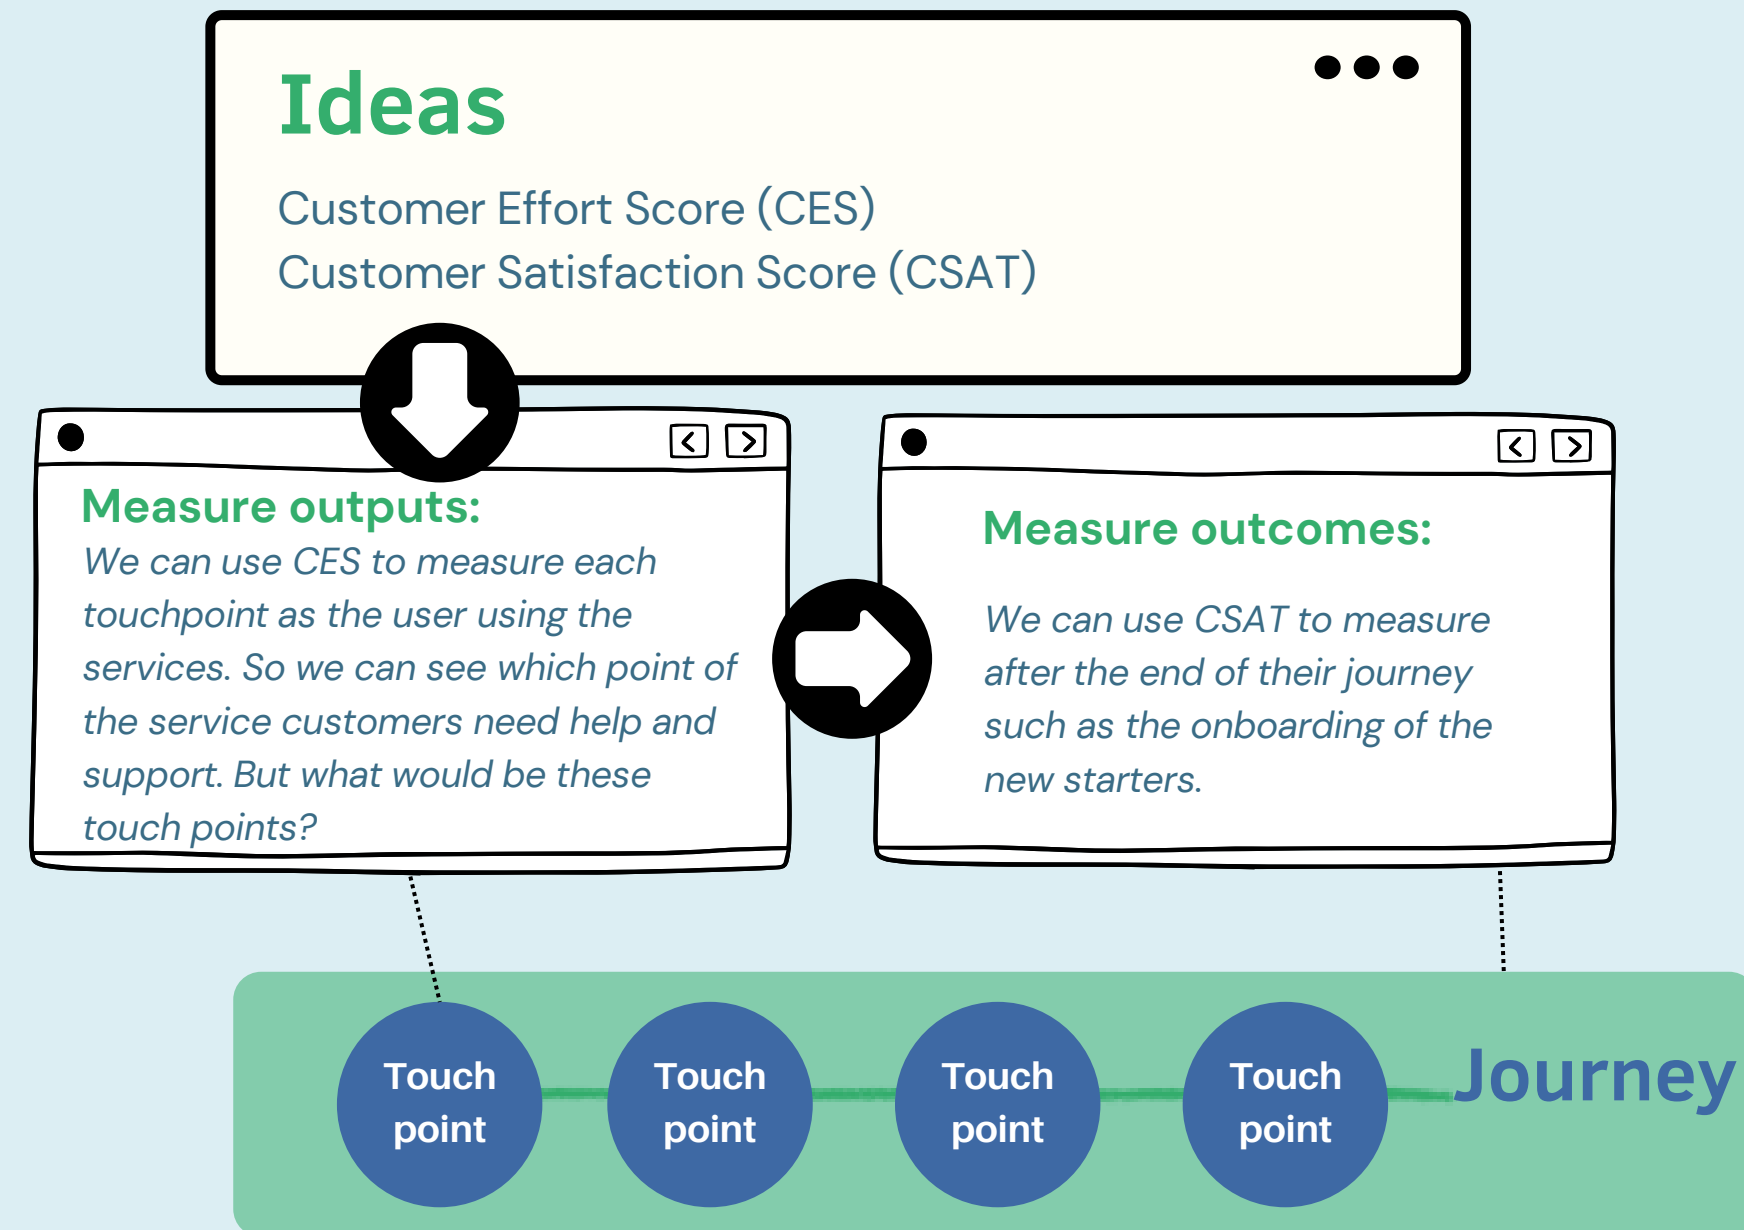 Ideas
Customer Effort Score (CES)
Customer Satisfaction Score (CSAT)
Measure outputs:
We can use CES to measure each
touchpoint as the user using the
services. So we can see which point of
the service customers need help and
support. But what would be these
touch points?
Measure outcomes:
We can use CSAT to measure
after the end of their journey
such as the onboarding of the
new starters.
Touch
point
Touch
point
Touch
point
Touch
point
Journey